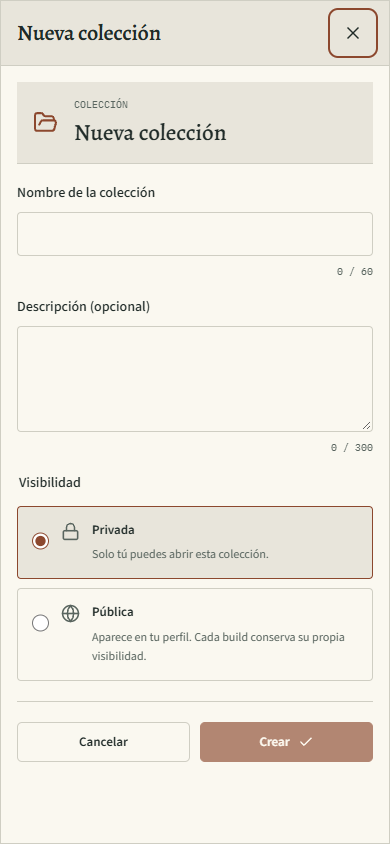 Nueva colección
COLECCIÓN
Nueva colección
Nombre de la colección
0 / 60
Descripción (opcional)
0 / 300
Visibilidad
Privada
Solo tú puedes abrir esta colección.
Pública
Aparece en tu perfil. Cada build conserva su propia
visibilidad.
Cancelar
Crear